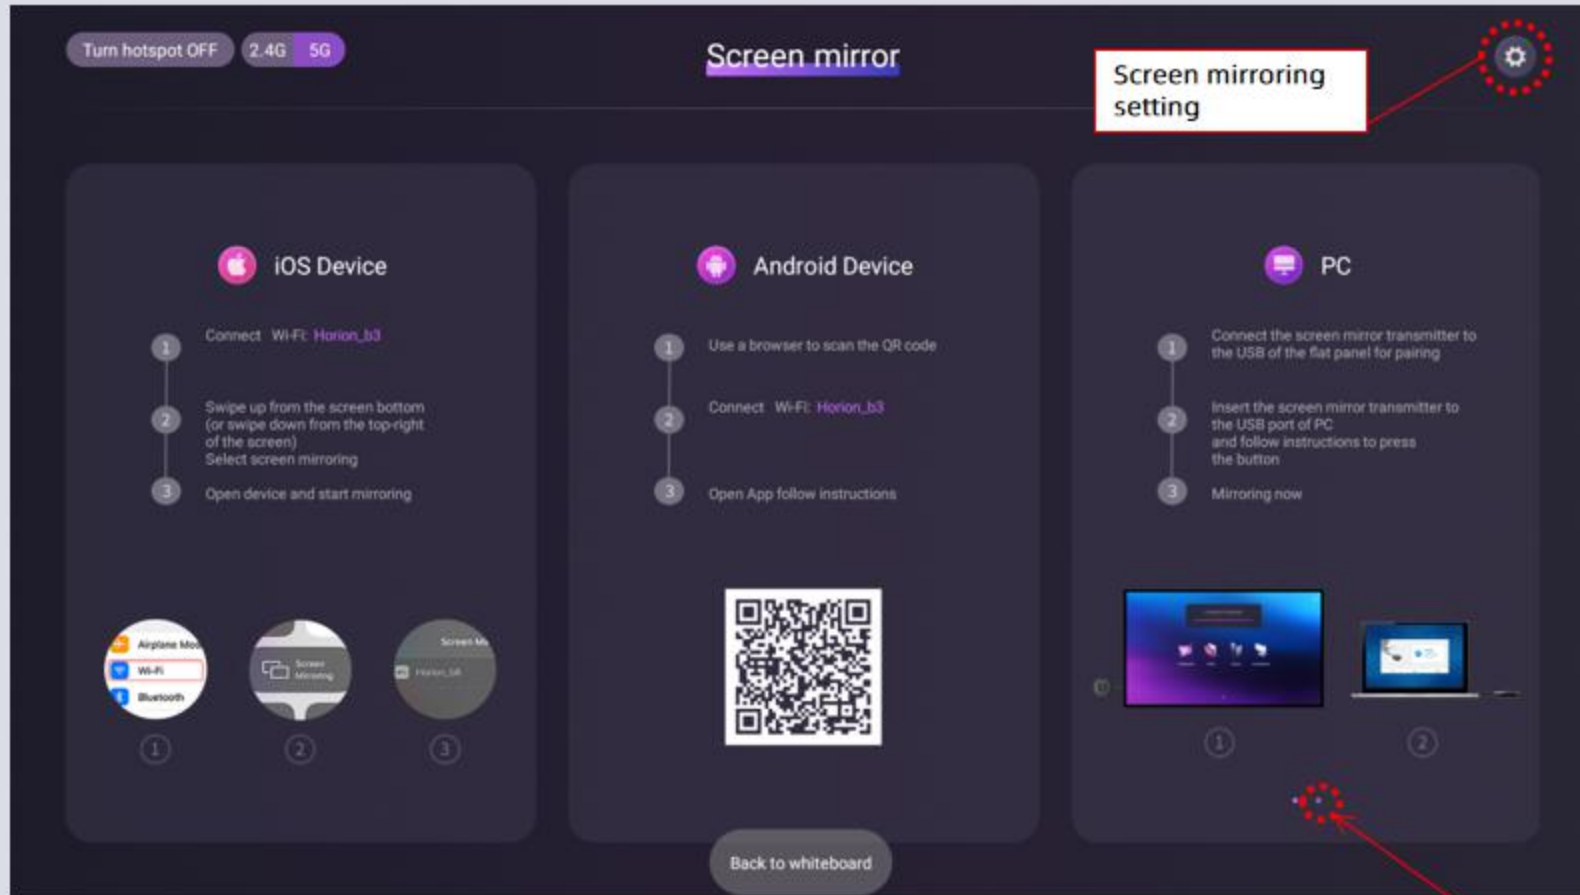 Turn hotspot OFF
2.4G 5G
Screen mirror
Screen mirroring
setting
iOS Device
1
Connect Wi-Fi: Horion_b3
2
Swipe up from the screen bottom
(or swipe down from the top-right
of the screen)
Select screen mirroring
3
Open device and start mirroring
Airplane Mo
Wi-Fi
Bluetooth
Screen
Mirroring
Screen Mi
1
2
3
Android Device
1
Use a browser to scan the QR code
2
Connect Wi-Fi: Horion_b3
3
Open App follow instructions
PC
1
Connect the screen mirror transmitter to
the USB of the flat panel for pairing
2
Insert the screen mirror transmitter to
the USB port of PC
and follow instructions to press
the button
3
Mirroring now
1
2
Back to whiteboard